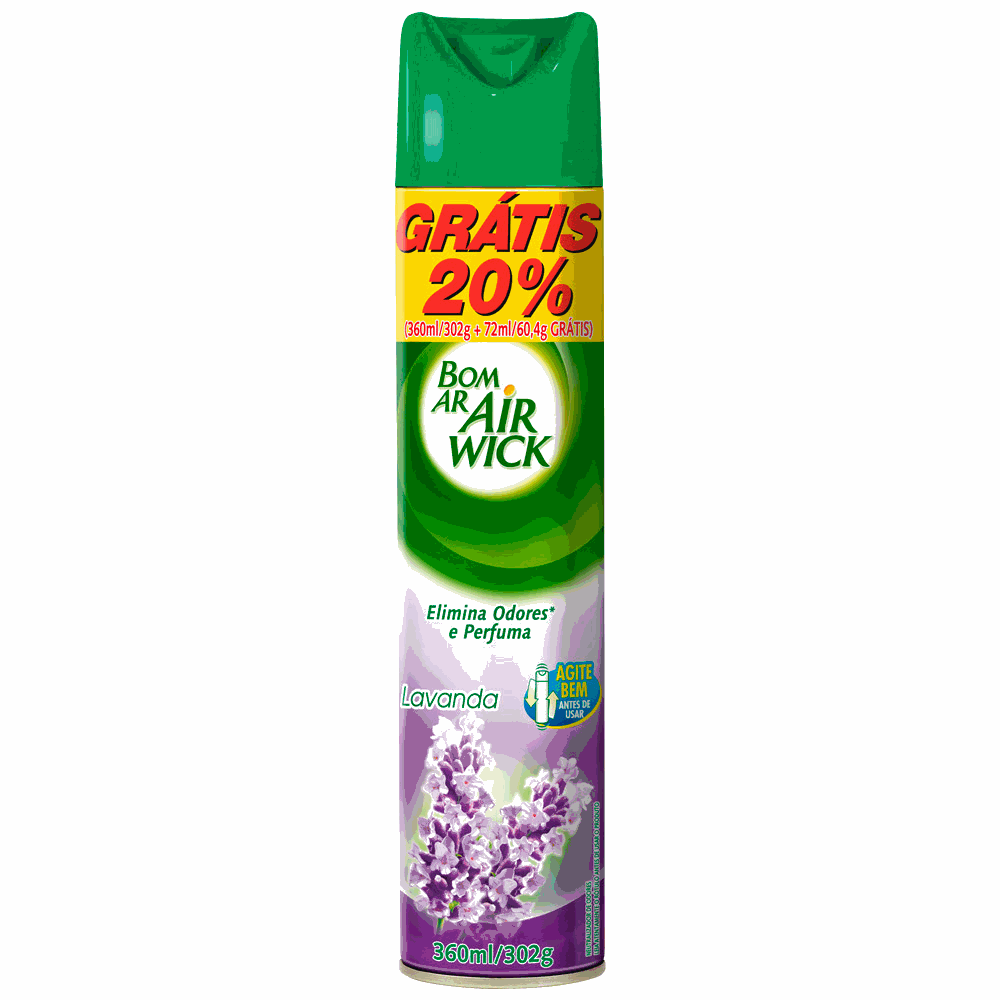 GRÁTIS
20%
(360ml/302g + 72ml/60,4g GRÁTIS)
BOM
AR AIR
WICK
Elimina Odores*
e Perfuma
AGITE
BEM
ANTES DE
USAR
Lavanda
360ml/302g